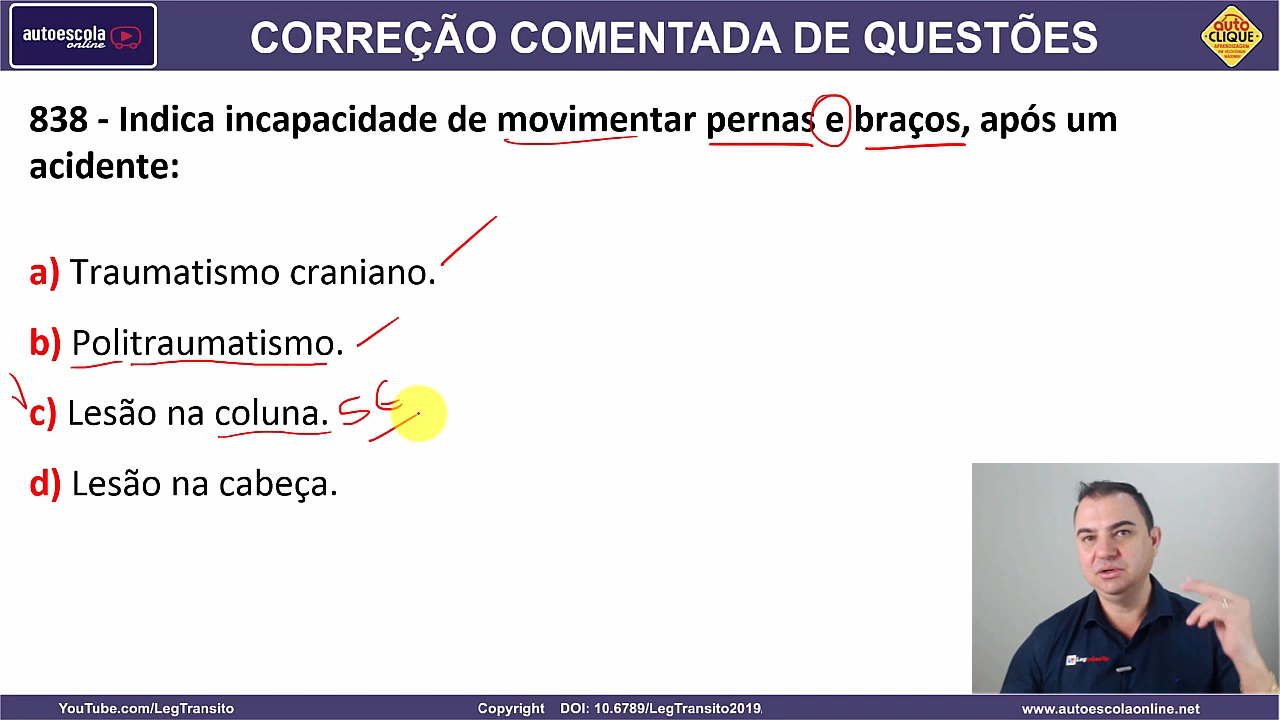 autoescola
online
CORREÇÃO COMENTADA DE QUESTÕES
auto
CLIQUE
838 - Indica incapacidade de movimentar pernas e braços, após um
acidente:
a) Traumatismo craniano.
b) Politraumatismo.
c) Lesão na coluna.
d) Lesão na cabeça.
YouTube.com/LegTransito
Copyright DOI: 10.6789/LegTransito2019
www.autoescolaonline.net